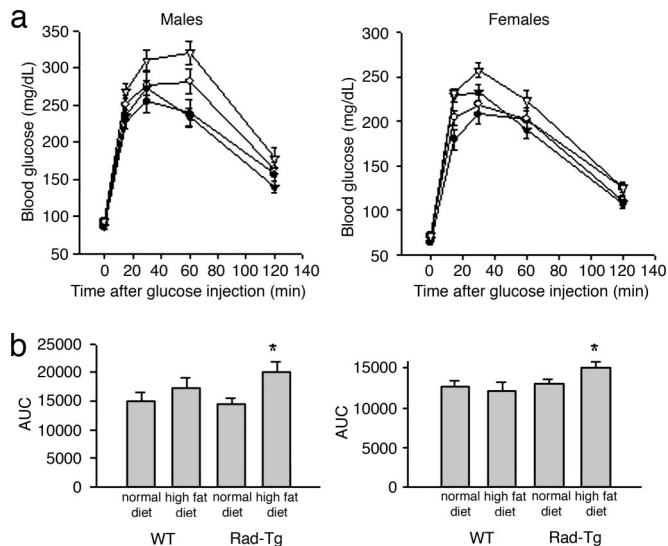 a
Males
Females
350
300
250
200
150
100
50
Blood glucose (mg/dL)
0 20 40 60 80 100 120 140
Time after glucose injection (min)
300
250
200
150
100
50
Blood glucose (mg/dL)
0 20 40 60 80 100 120 140
Time after glucose injection (min)
b
25000
20000
15000
10000
5000
0
AUC
*
normal diet
high fat diet
normal diet
high fat diet
WT
Rad-Tg
15000
10000
5000
0
AUC
*
normal diet
high fat diet
normal diet
high fat diet
WT
Rad-Tg